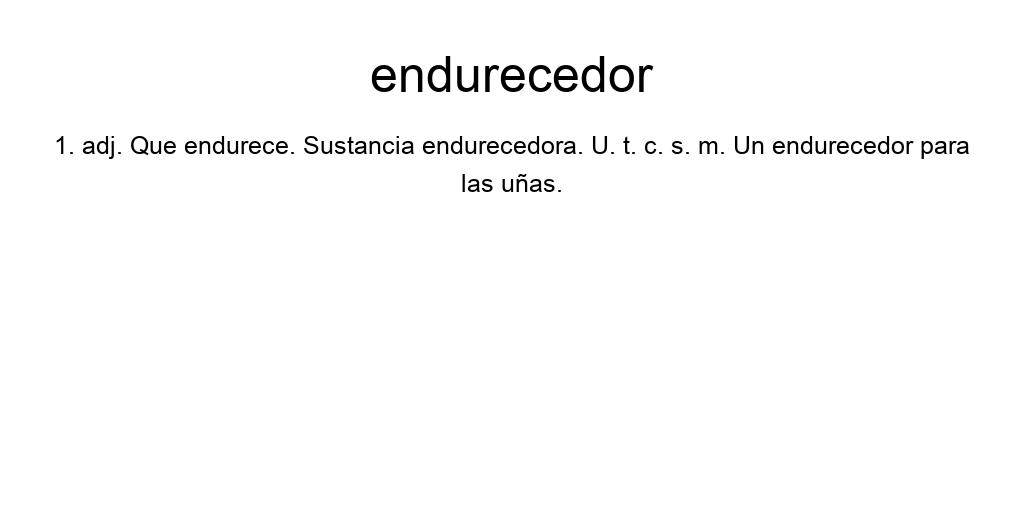 endurecedor
1. adj. Que endurece. Sustancia endurecedora. U. t. c. s. m. Un endurecedor para
las uñas.